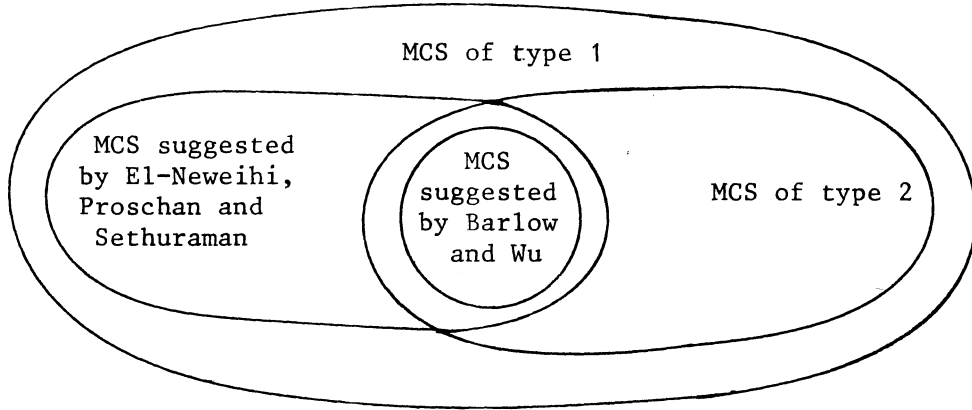 MCS of type 1
MCS suggested
by El-Neweihi,
Proschan and
Sethuraman
MCS
suggested
by Barlow
and Wu
MCS of type 2